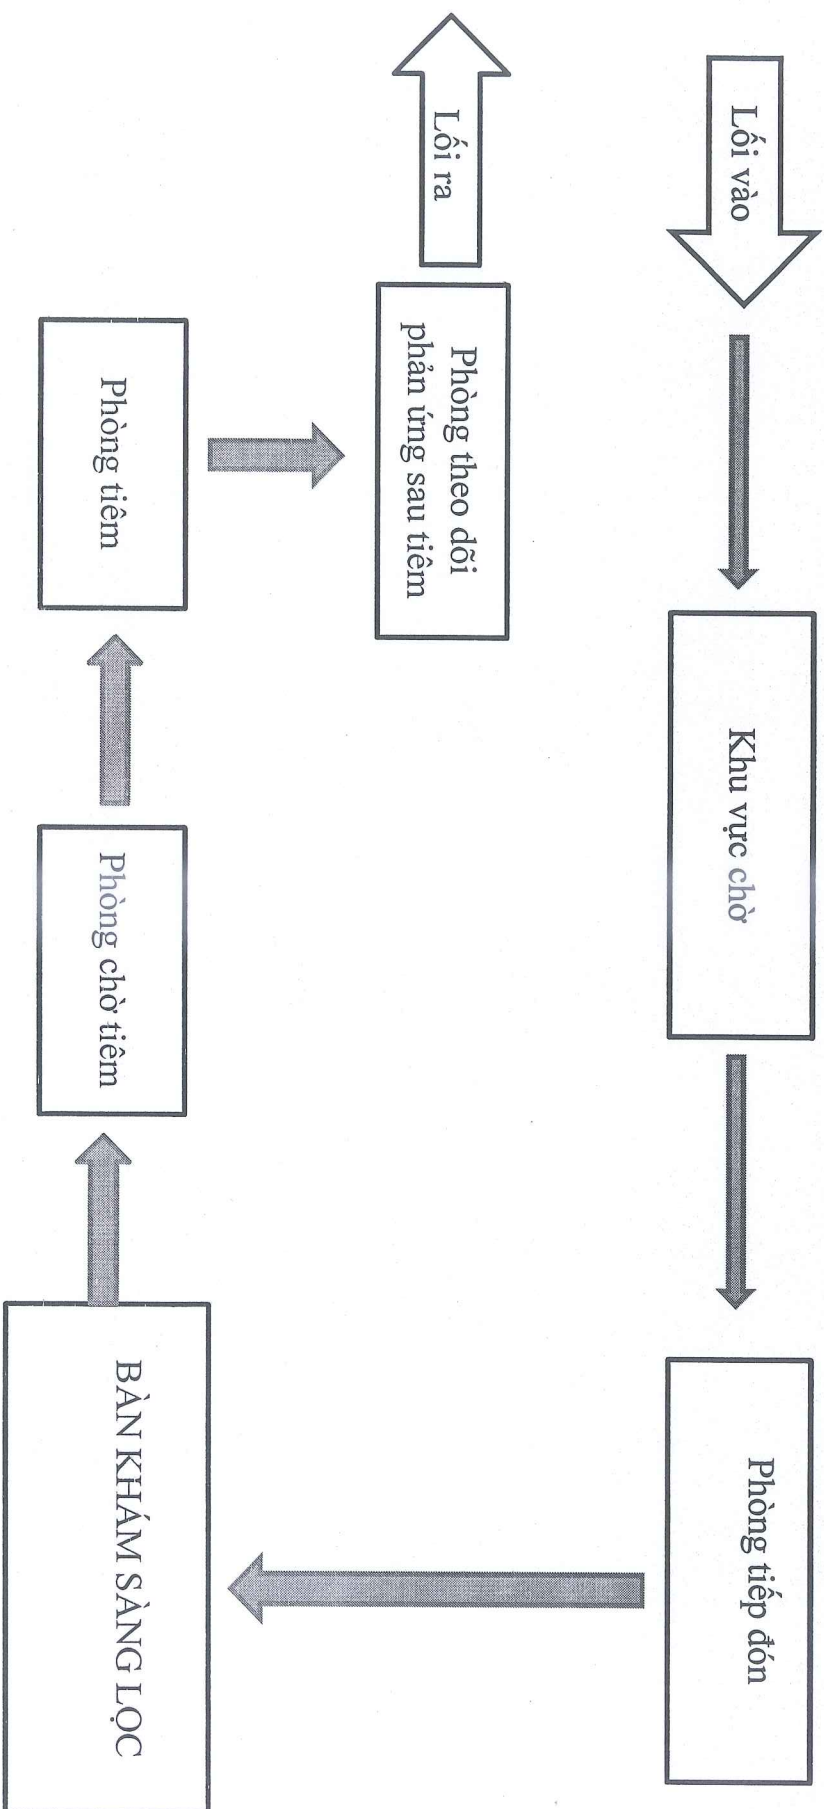 Lối vào
Khu vực chờ
Phòng tiếp đón
BÀN KHÁM SÀNG LỌC
Phòng chờ tiêm
Phòng tiêm
Phòng theo dõi
phản ứng sau tiêm
Lối ra